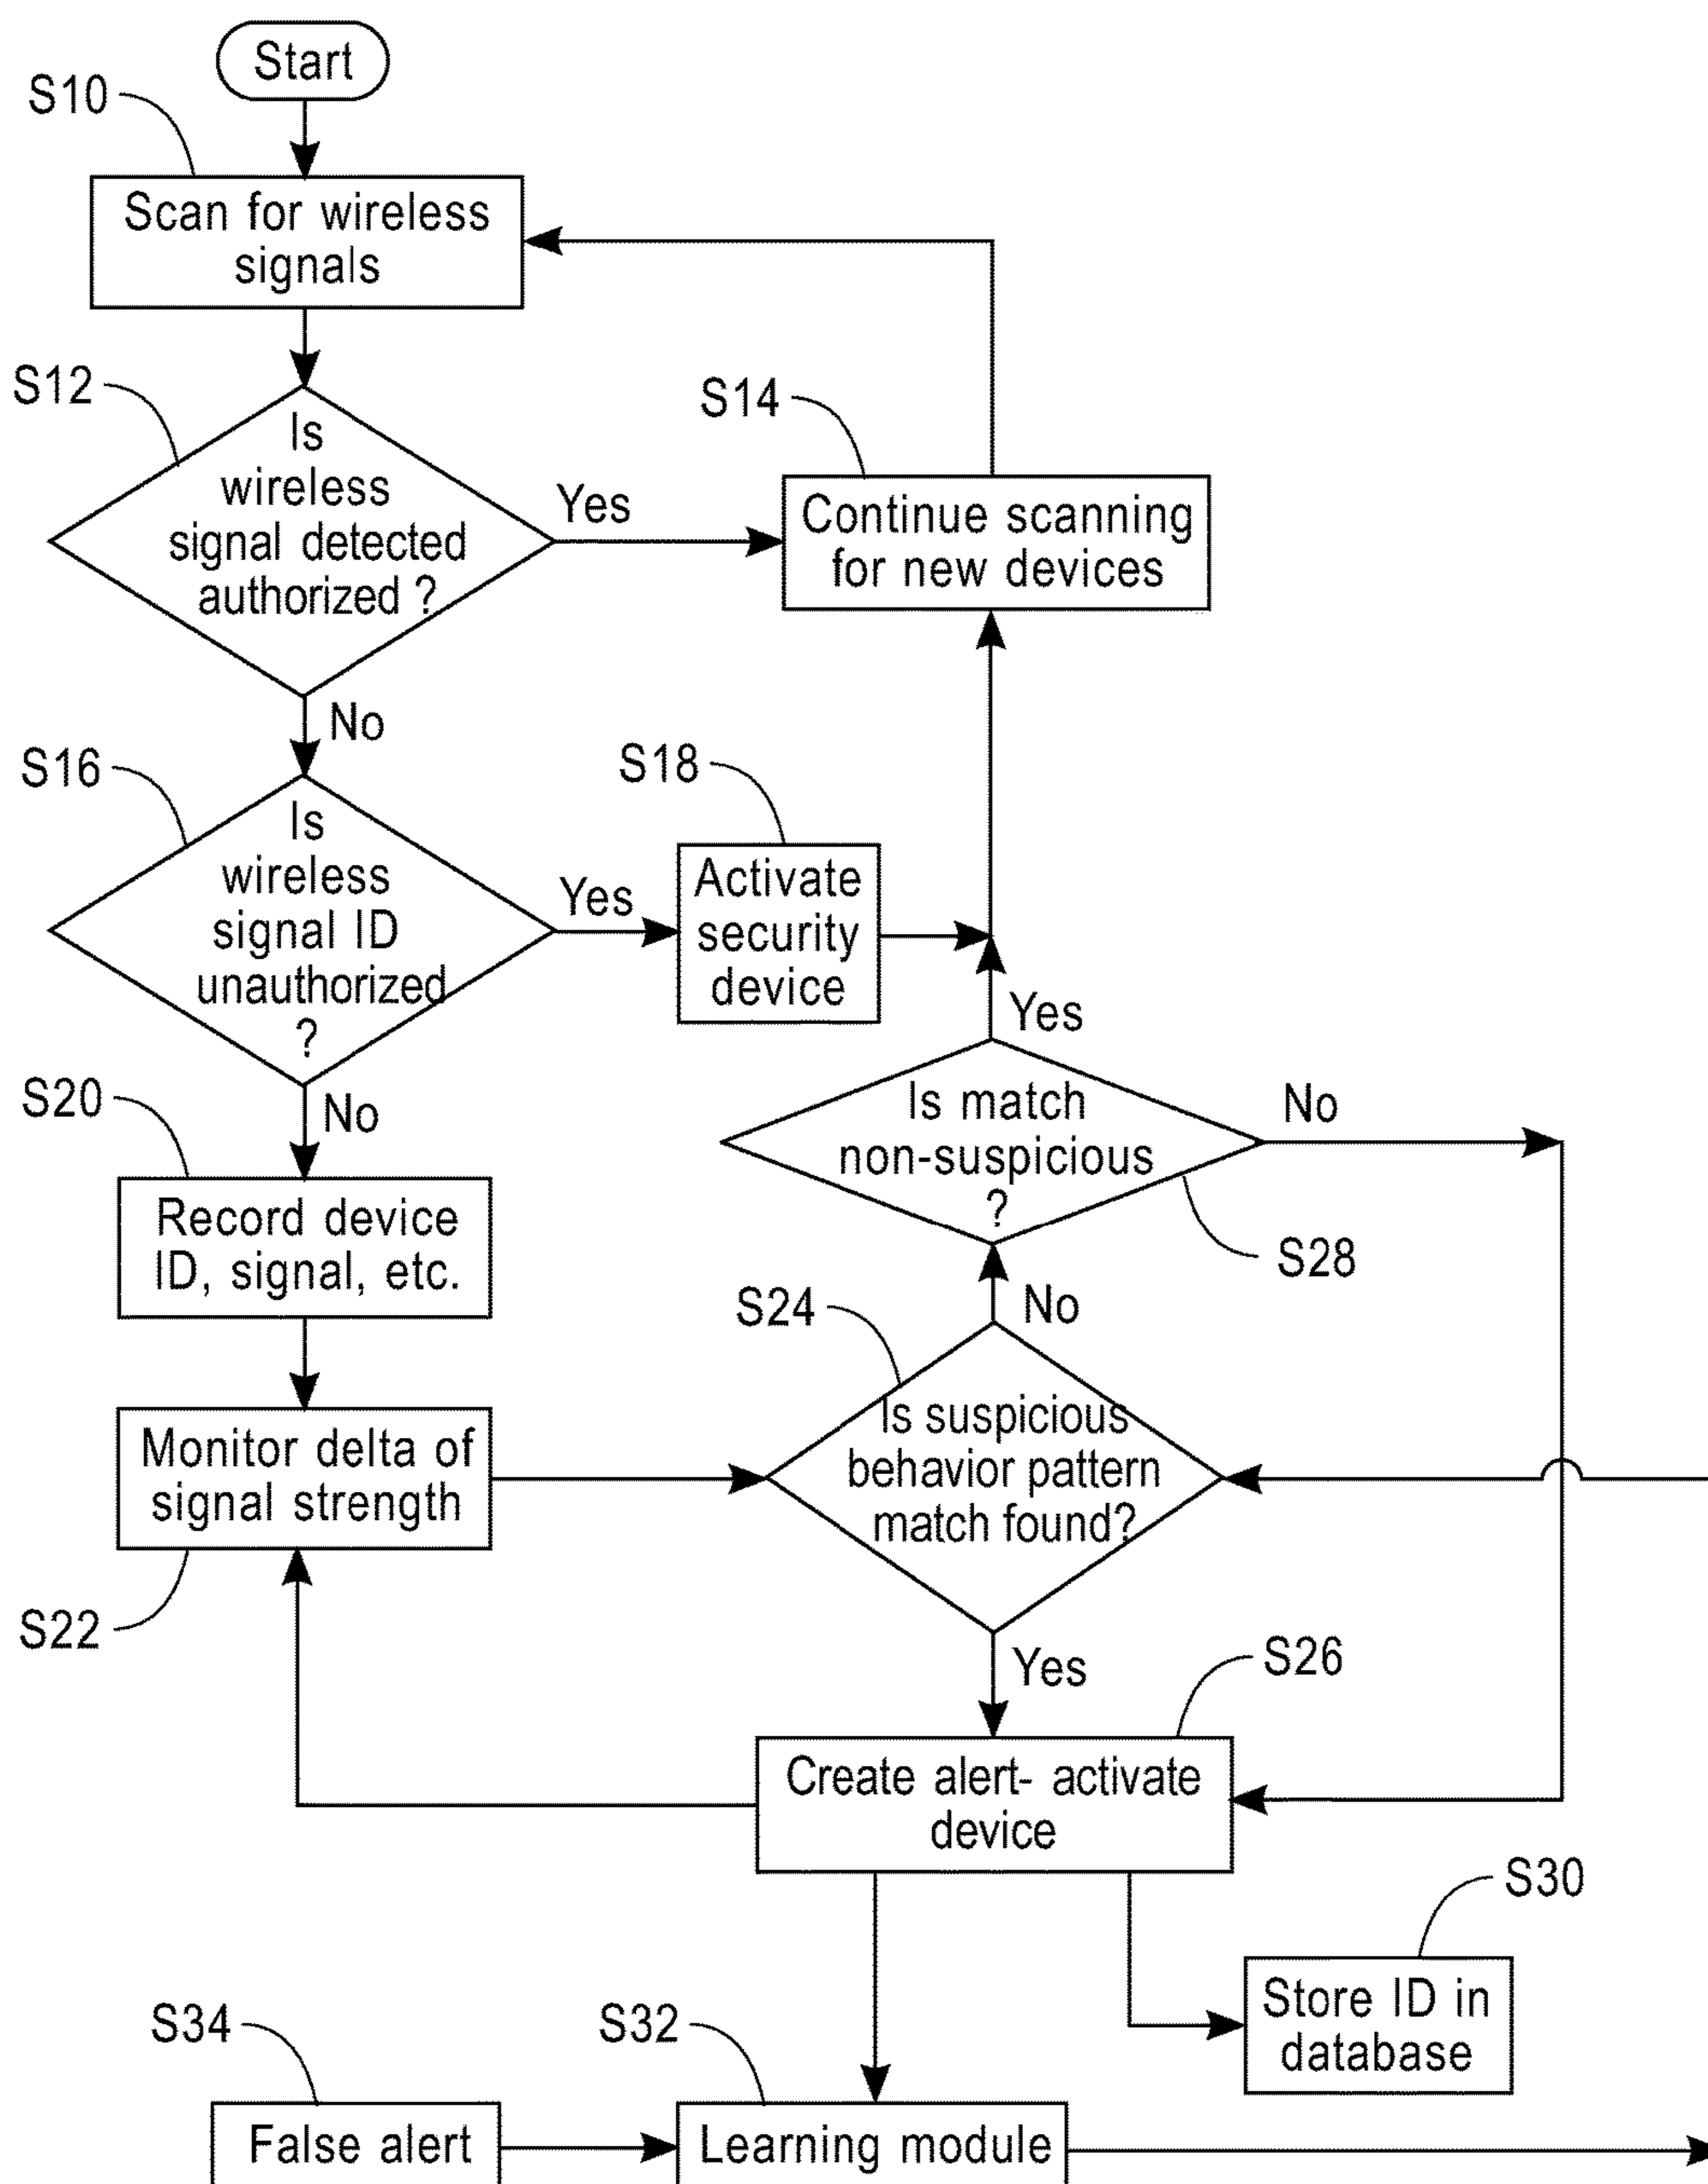 Start
S10
Scan for wireless
signals
S12
Is
wireless
signal detected
authorized ?
Yes
S14
Continue scanning
for new devices
No
S16
Is
wireless
signal ID
unauthorized
?
Yes
S18
Activate
security
device
Yes
Is match
non-suspicious
?
No
S28
No
S20
Record device
ID, signal, etc.
S24
No
Is suspicious
behavior pattern
match found?
Monitor delta of
signal strength
S22
Yes
S26
Create alert- activate
device
S30
Store ID in
database
S34
False alert
S32
Learning module